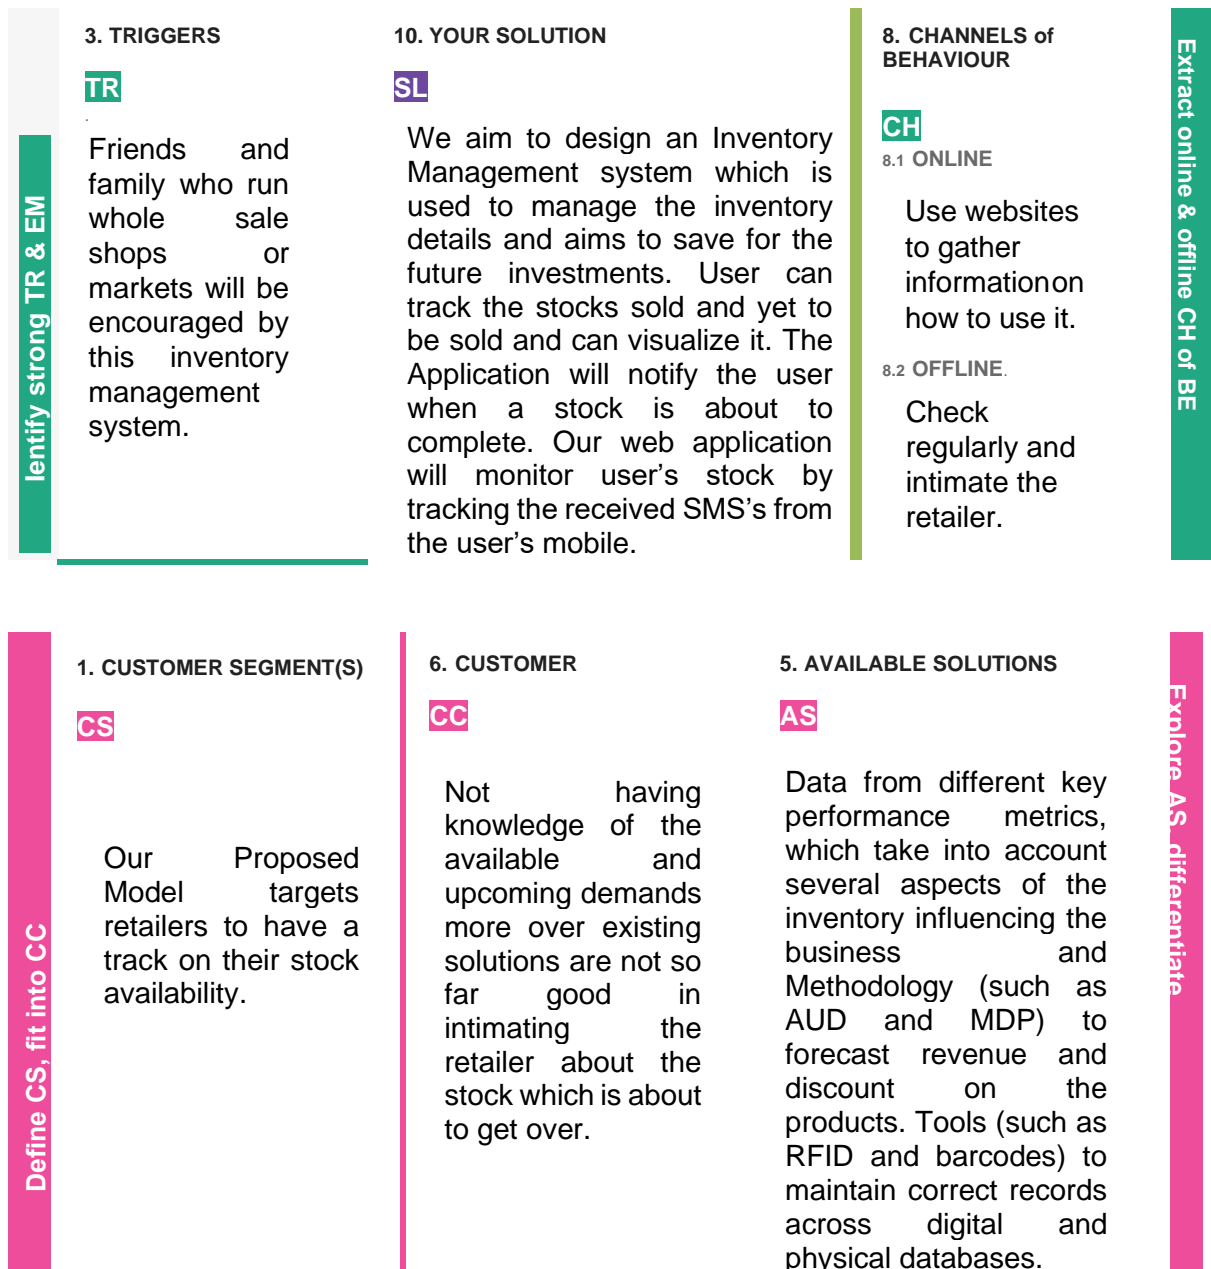 Identify strong TR & EM
3. TRIGGERS
TR
.
Friends and
family who run
whole sale
shops or
markets will be
encouraged by
this inventory
management
system.
10. YOUR SOLUTION
SL
We aim to design an Inventory
Management system which is
used to manage the inventory
details and aims to save for the
future investments. User can
track the stocks sold and yet to
be sold and can visualize it. The
Application will notify the user
when a stock is about to
complete. Our web application
will monitor user’s stock by
tracking the received SMS’s from
the user’s mobile.
8. CHANNELS of
BEHAVIOUR
CH
8.1 ONLINE
Use websites
to gather
informationon
how to use it.
8.2 OFFLINE.
Check
regularly and
intimate the
retailer.
Extract online & offline CH of BE
Define CS, fit into CC
1. CUSTOMER SEGMENT(S)
CS
Our Proposed
Model targets
retailers to have a
track on their stock
availability.
6. CUSTOMER
CC
Not having
knowledge of the
available and
upcoming demands
more over existing
solutions are not so
far good in
intimating the
retailer about the
stock which is about
to get over.
5. AVAILABLE SOLUTIONS
AS
Data from different key
performance metrics,
which take into account
several aspects of the
inventory influencing the
business and
Methodology (such as
AUD and MDP) to
forecast revenue and
discount on the
products. Tools (such as
RFID and barcodes) to
maintain correct records
across digital and
physical databases.
Explore AS, differentiate